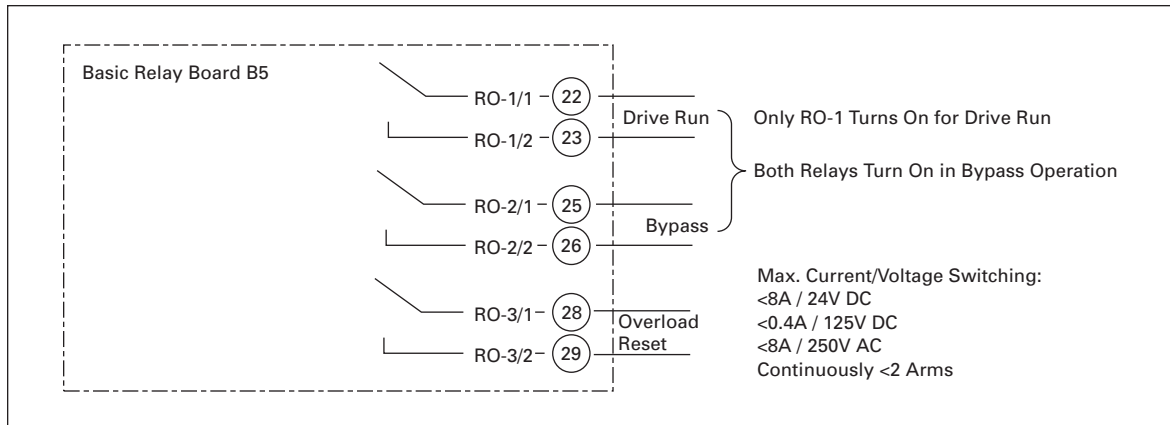 Basic Relay Board B5
RO-1/1 22
Drive Run
RO-1/2 23
Only RO-1 Turns On for Drive Run
Both Relays Turn On in Bypass Operation
RO-2/1 25
Bypass
RO-2/2 26
RO-3/1 28
Overload
Reset
RO-3/2 29
Max. Current/Voltage Switching:
<8A / 24V DC
<0.4A / 125V DC
<8A / 250V AC
Continuously <2 Arms